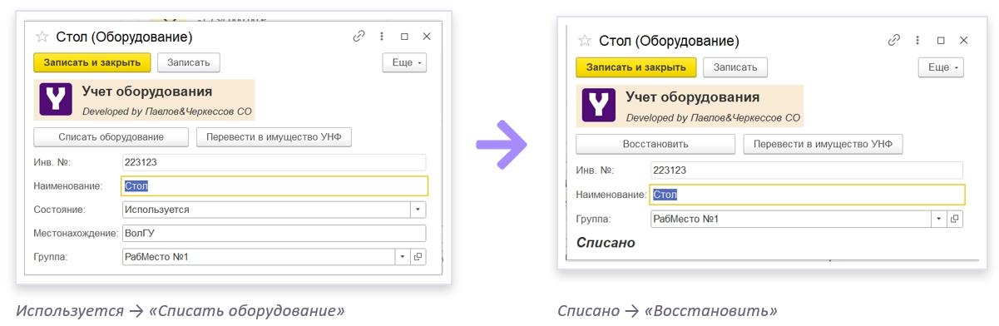 Стол (Оборудование)
Записать и закрыть
Записать
Еще
Учет оборудования
Developed by Павлов&Черкессов СО
Списать оборудование
Перевести в имущество УНФ
Инв. №:
223123
Наименование:
Стол
Состояние:
Используется
Местонахождение:
ВолГУ
Группа:
РабМесто №1
Используется → «Списать оборудование»
Стол (Оборудование)
Записать и закрыть
Записать
Еще
Учет оборудования
Developed by Павлов&Черкессов СО
Восстановить
Перевести в имущество УНФ
Инв. №:
223123
Наименование:
Стол
Группа:
РабМесто №1
Списано
Списано → «Восстановить»